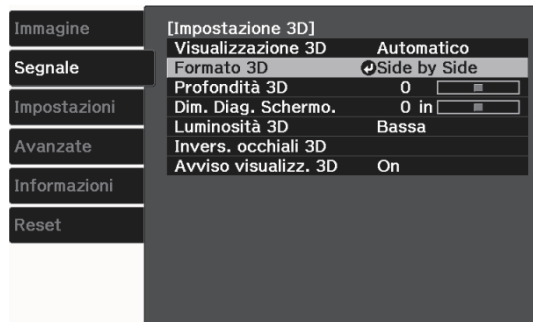 Immagine
Segnale
Impostazioni
Avanzate
Informazioni
Reset
[Impostazione 3D]
Visualizzazione 3D Automatico
Formato 3D Side by Side
Profondità 3D 0
Dim. Diag. Schermo. 0 in
Luminosità 3D Bassa
Invers. occhiali 3D
Avviso visualizz. 3D On